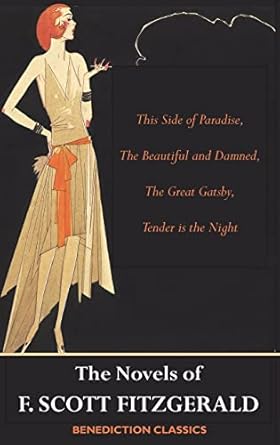 This Side of Paradise,
The Beautiful and Damned,
The Great Gatsby,
Tender is the Night
The Novels of
F. SCOTT FITZGERALD
BENEDICTION CLASSICS